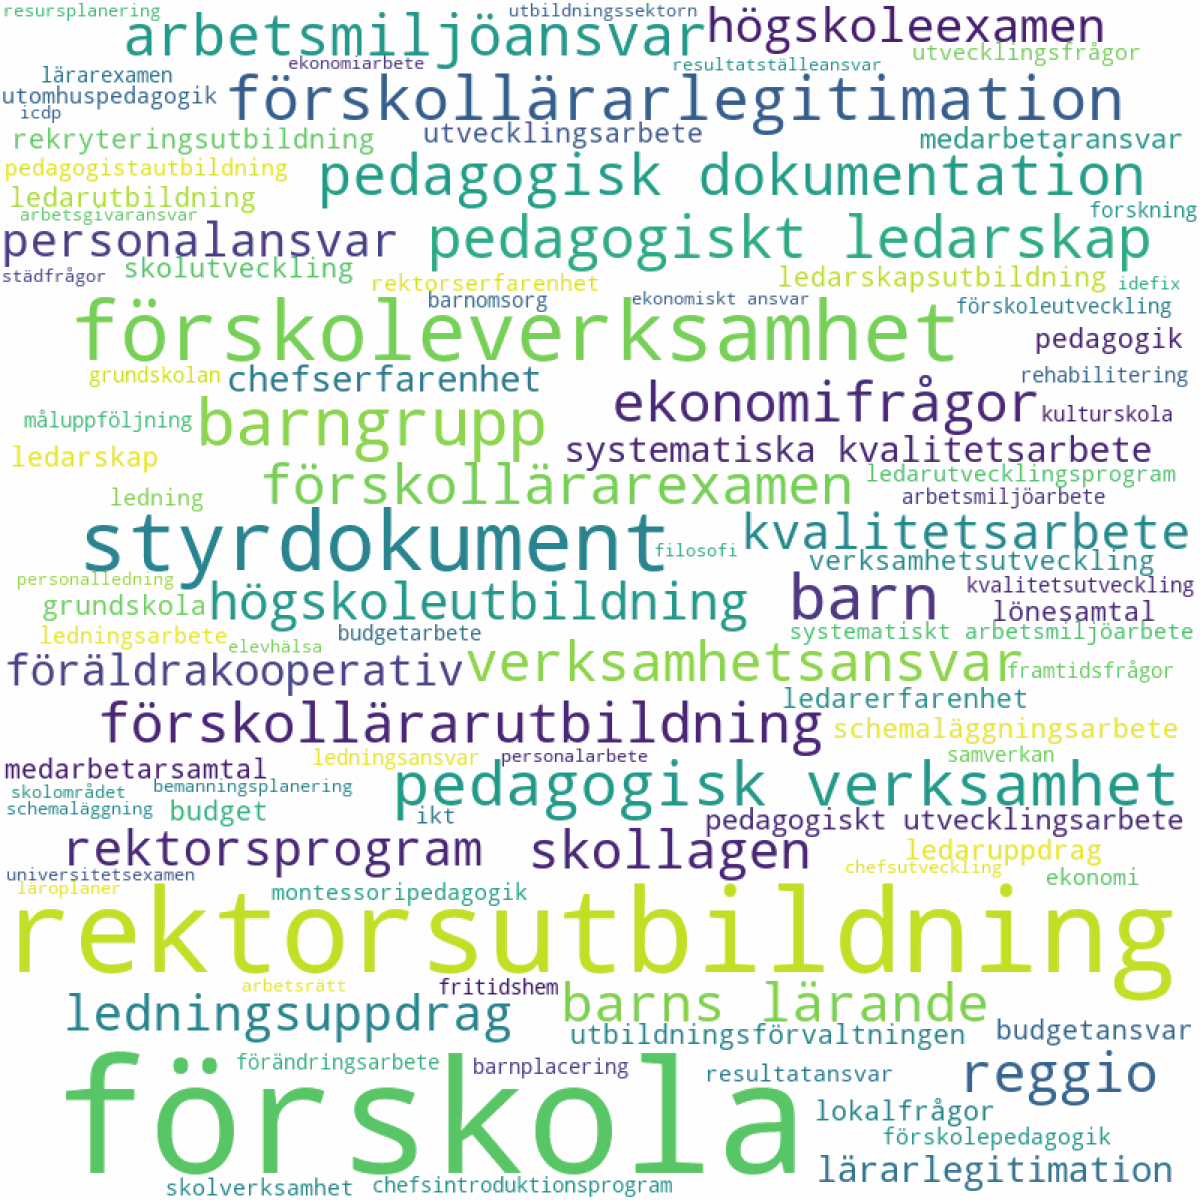 resursplanering
utbildningssektorn
arbetsmiljöansvar
högskoleexamen
utvecklingsfrågor
ekonomiarbete
resultatställeansvar
lärarexamen
utomhuspedagogik
förskollärarlegitimation
icdp
rekryteringsutbildning
utvecklingsarbete
medarbetaransvar
pedagogistautbildning
pedagogisk dokumentation
ledarutbildning
arbetsgivaransvar
forskning
personalansvar
pedagogiskt ledarskap
städfrågor
skolutveckling
rektorserfarenhet
ledarskapsutbildning
idefix
barnomsorg
ekonomiskt ansvar
förskoleutveckling
förskoleverksamhet
pedagogik
grundskolan
chefserfarenhet
rehabilitering
ekonomifrågor
kulturskola
måluppföljning
barngrupp
systematiska kvalitetsarbete
ledarskap
förskollärarexamen
ledarutvecklingsprogram
ledning
arbetsmiljöarbete
styrdokument
kvalitetsarbete
filosofi
verksamhetsutveckling
personalledning
högskoleutbildning
barn
kvalitetsutveckling
grundskola
lönesamtal
ledningsarbete
budgetarbete
systematiskt arbetsmiljöarbete
elevhälsa
föräldrakooperativ
verksamhetsansvar
framtidsfrågor
ledarerfarenhet
förskollärarutbildning
schemaläggningsarbete
ledningsansvar
personalarbete
samverkan
medarbetarsamtal
skolområdet
bemanningsplanering
pedagogisk verksamhet
schemaläggning
budget
ikt
pedagogiskt utvecklingsarbete
rektorsprogram
skollagen
ledaruppdrag
universitetsexamen
chefsutveckling
ekonomi
läroplaner
montessoripedagogik
rektorsutbildning
arbetsrätt
fritidshem
barns lärande
ledningsuppdrag
utbildningsförvaltningen
budgetansvar
förändringsarbete
barnplacering
resultatansvar
reggio
förskola
lokalfrågor
förskolepedagogik
lärarlegitimation
skolverksamhet
chefsintroduktionsprogram